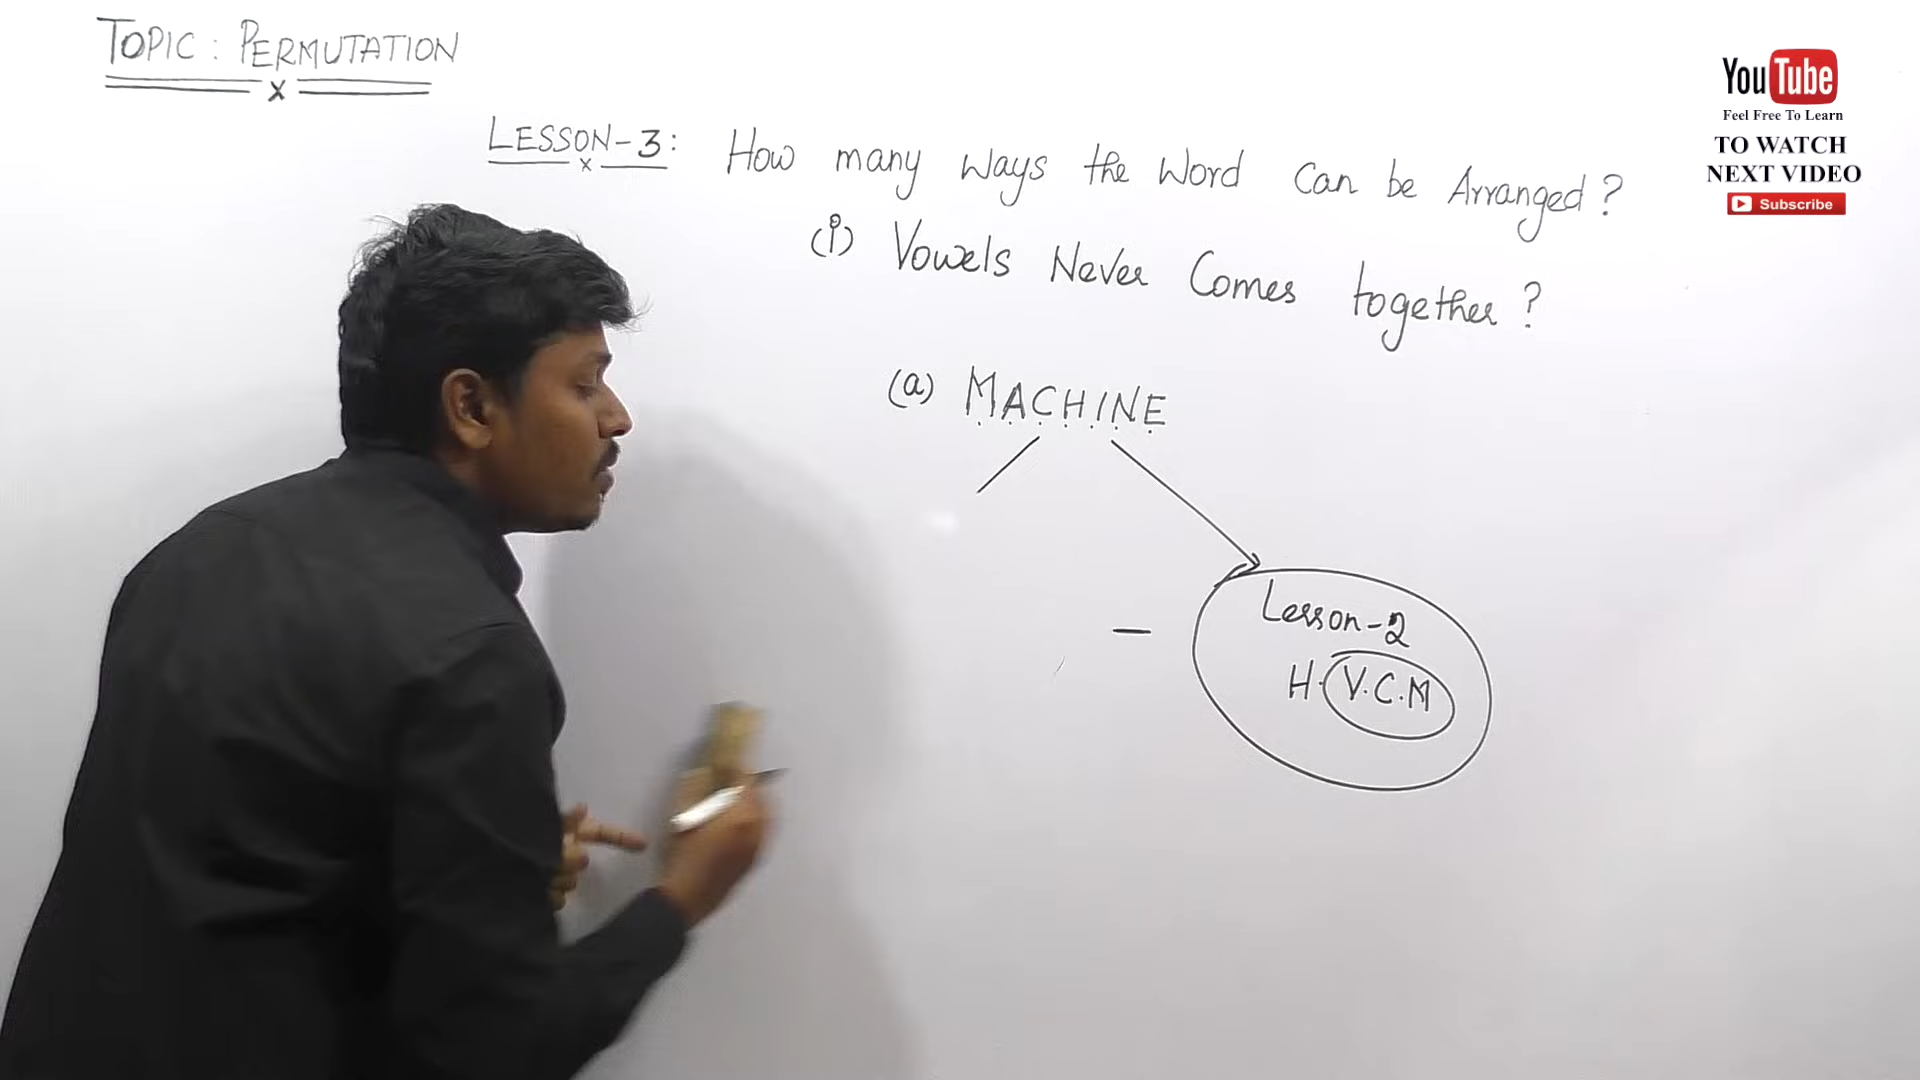 TOPIC : PERMUTATION
x
LESSON-3: How many ways the word can be Arranged?
x
(i) Vowels Never Comes together?
(a) MACHINE
Lesson-2
H.V.C.M
YouTube
Feel Free To Learn
TO WATCH
NEXT VIDEO
Subscribe